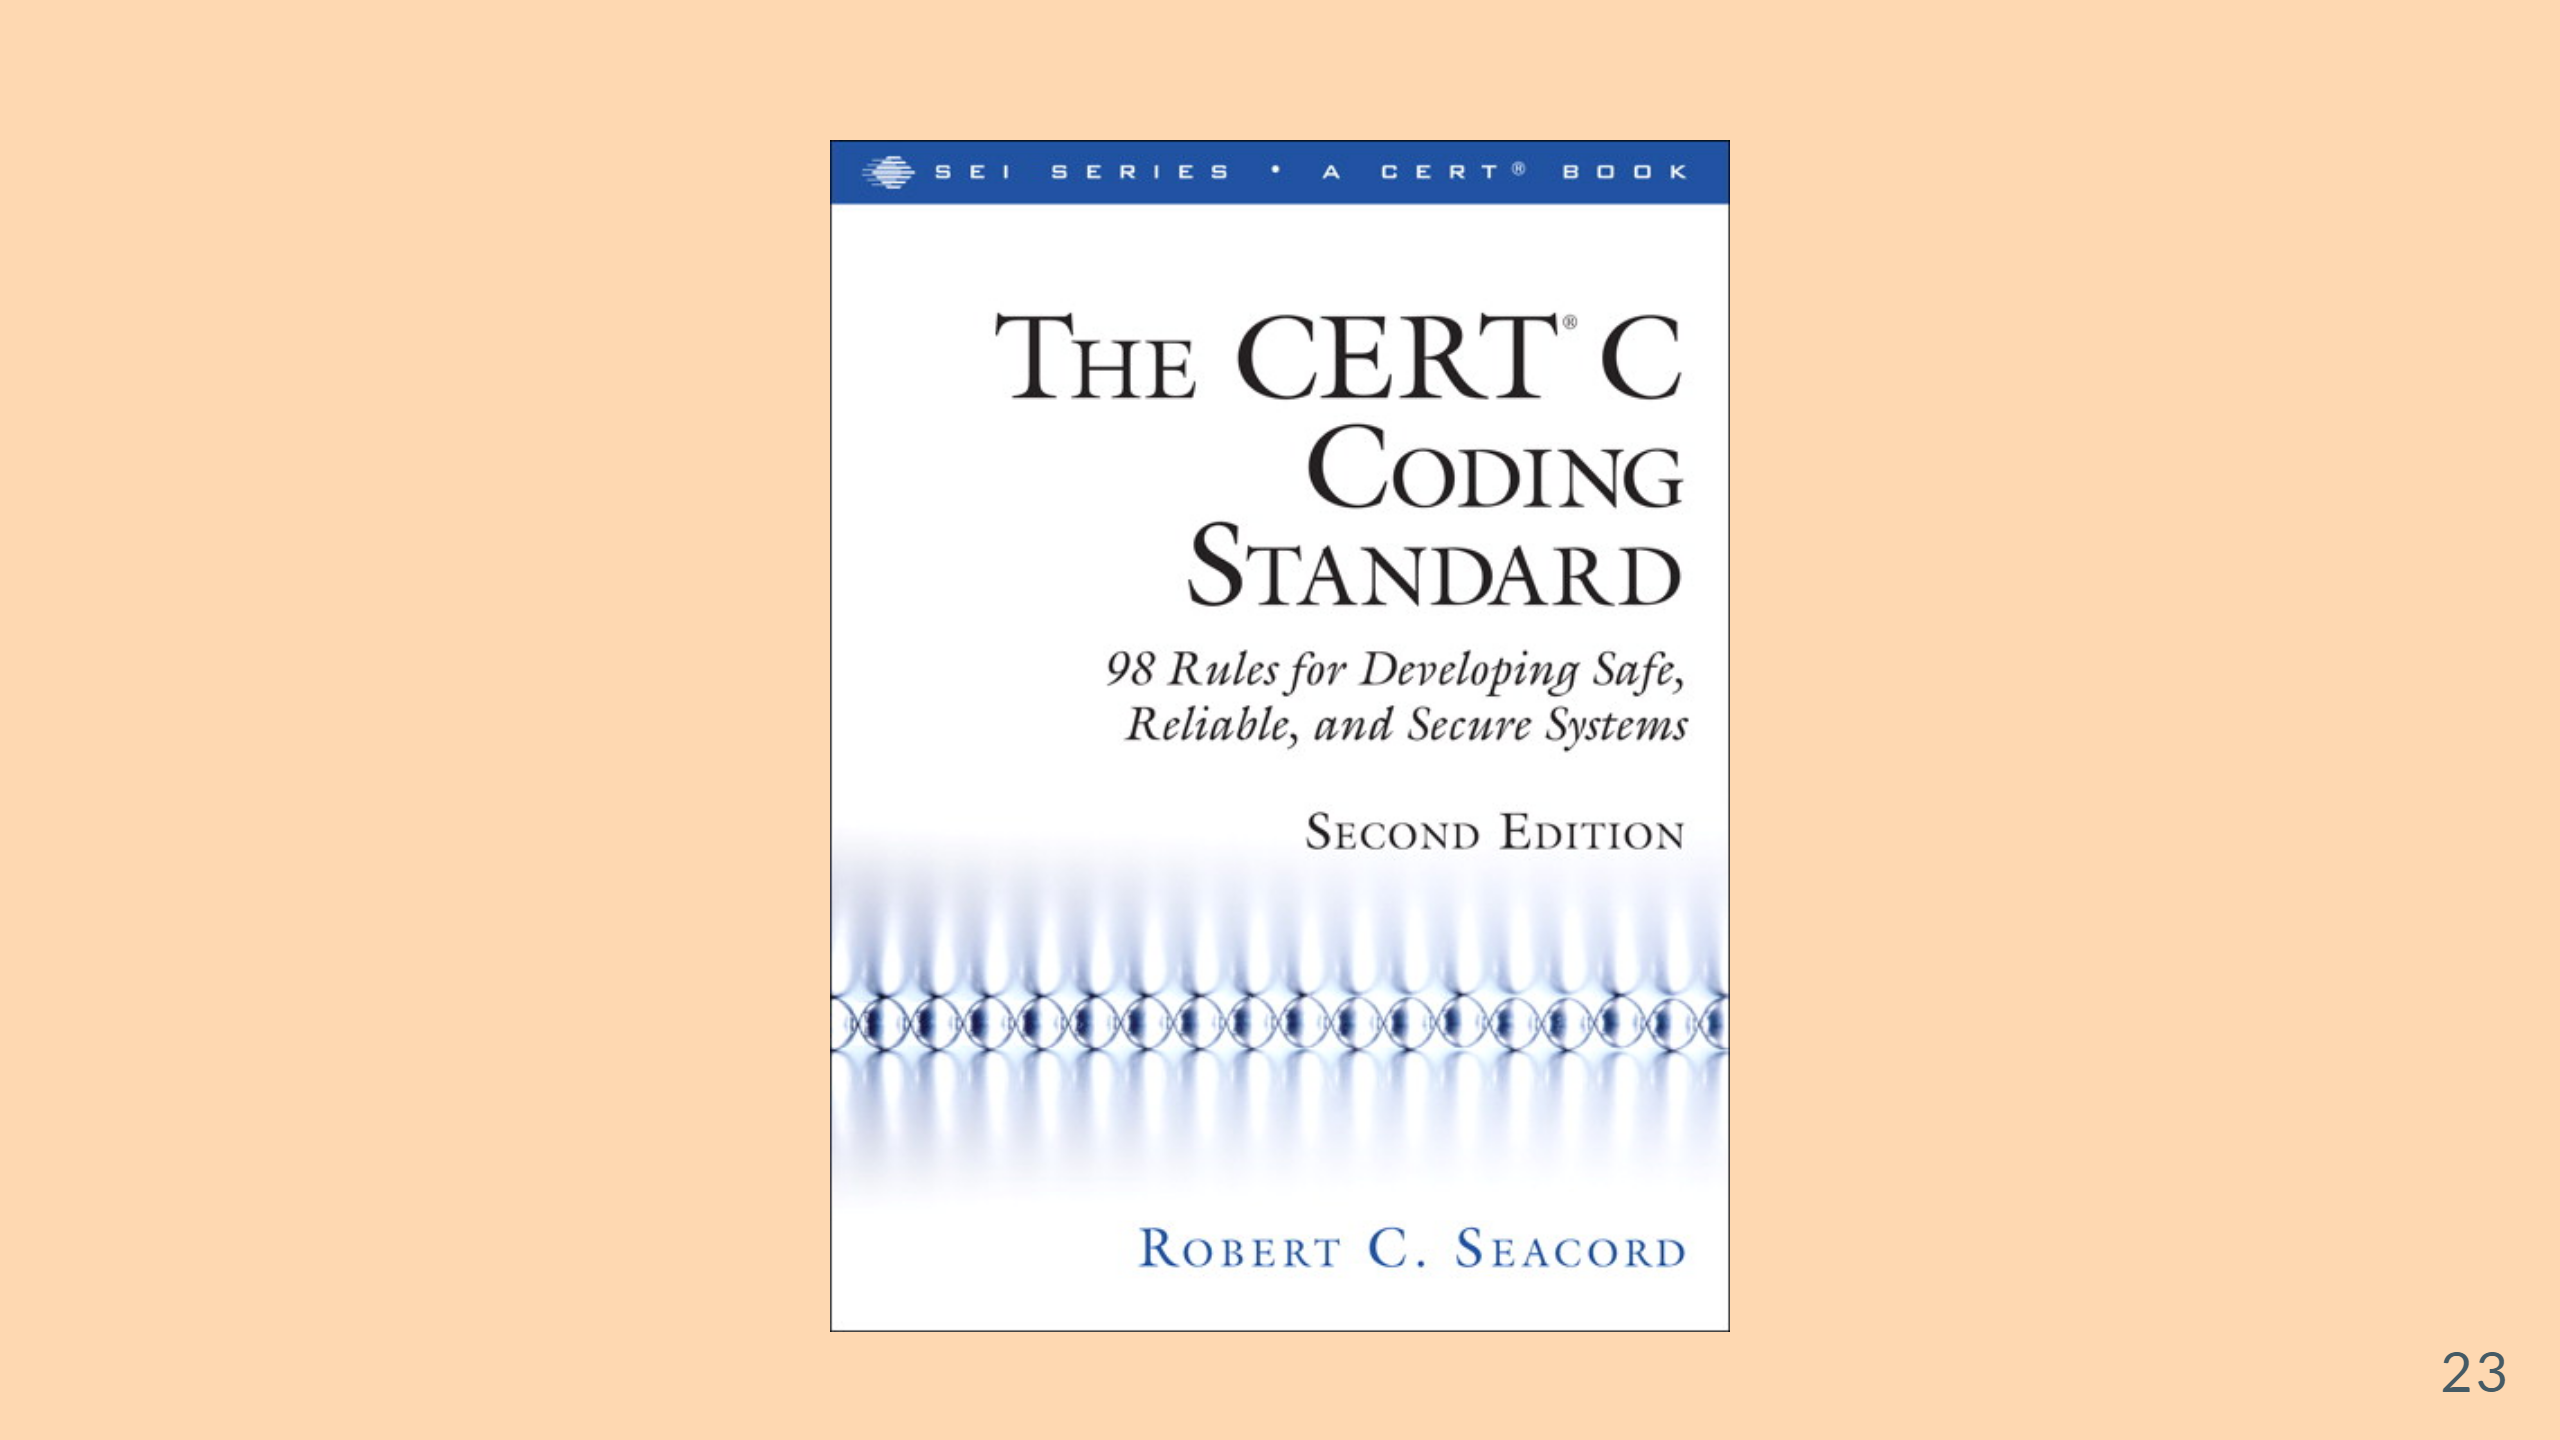 SEI SERIES • A CERT® BOOK
THE CERT® C
CODING
STANDARD
98 Rules for Developing Safe,
Reliable, and Secure Systems
SECOND EDITION
ROBERT C. SEACORD
23